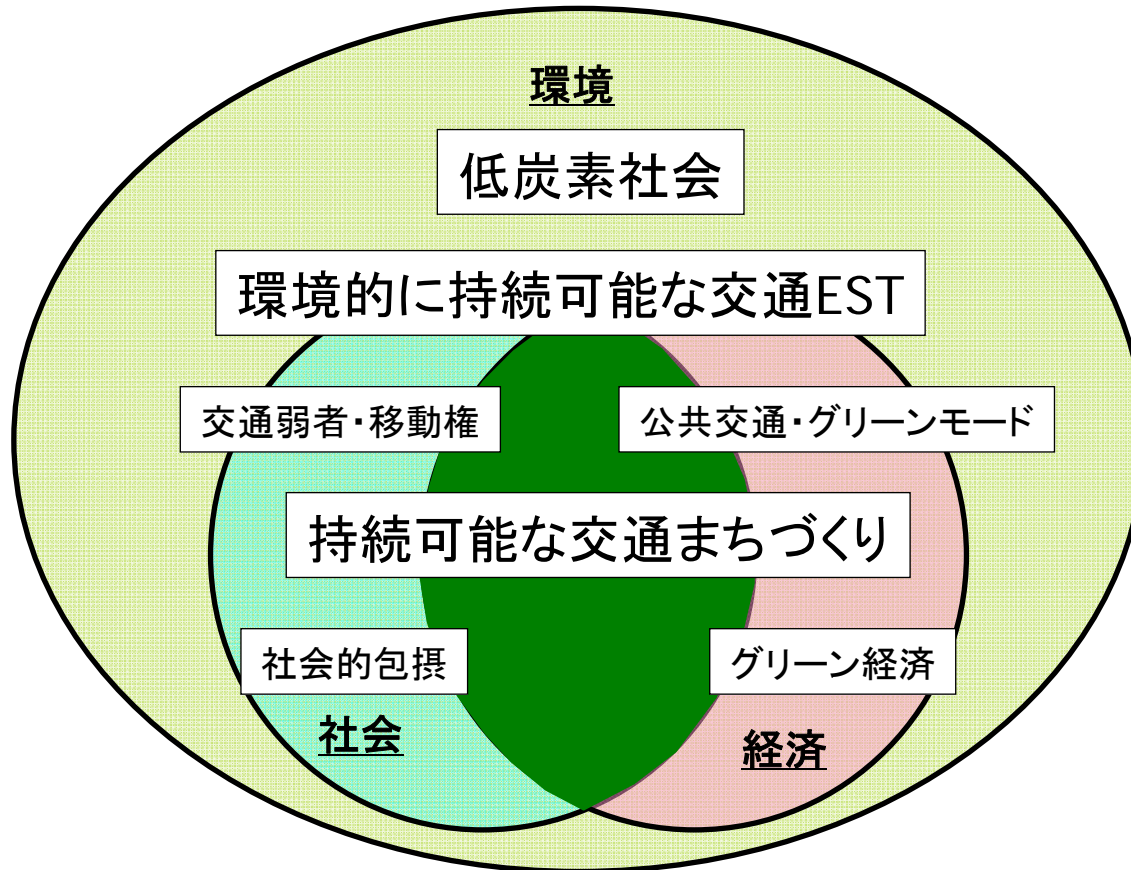 環境
低炭素社会
環境的に持続可能な交通EST
交通弱者・移動権
公共交通・グリーンモード
持続可能な交通まちづくり
社会的包摂
グリーン経済
社会
経済